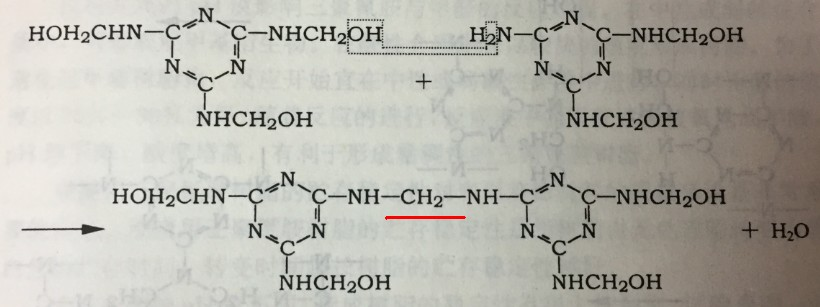 HOH₂CHN C N C NHCH₂OH H₂N C N C NHCH₂OH
N N + N N
C C
NHCH₂OH NHCH₂OH
HOH₂CHN C N C NH CH₂ NH C N C NHCH₂OH
N N N N + H₂O
C C
NHCH₂OH NHCH₂OH